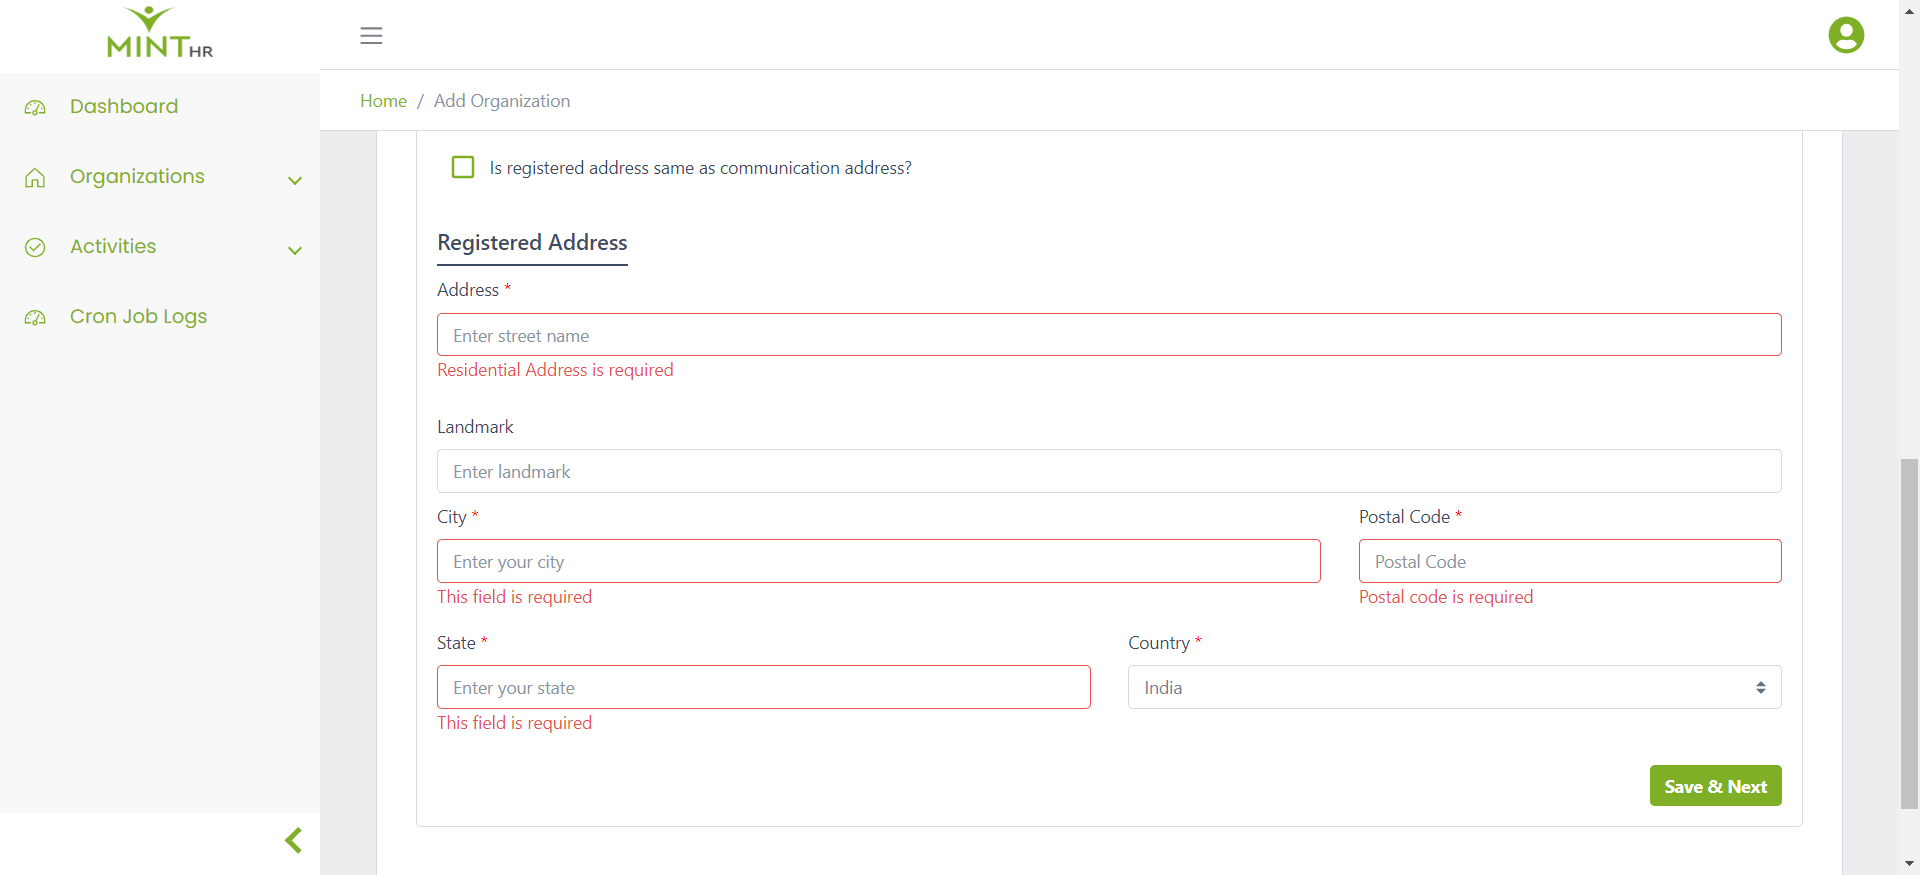 MINT HR
Dashboard
Organizations
Activities
Cron Job Logs
Home / Add Organization
Is registered address same as communication address?
Registered Address
Address *
Enter street name
Residential Address is required
Landmark
Enter landmark
City * Postal Code *
Enter your city Postal Code
This field is required Postal code is required
State * Country *
Enter your state India
This field is required
Save & Next